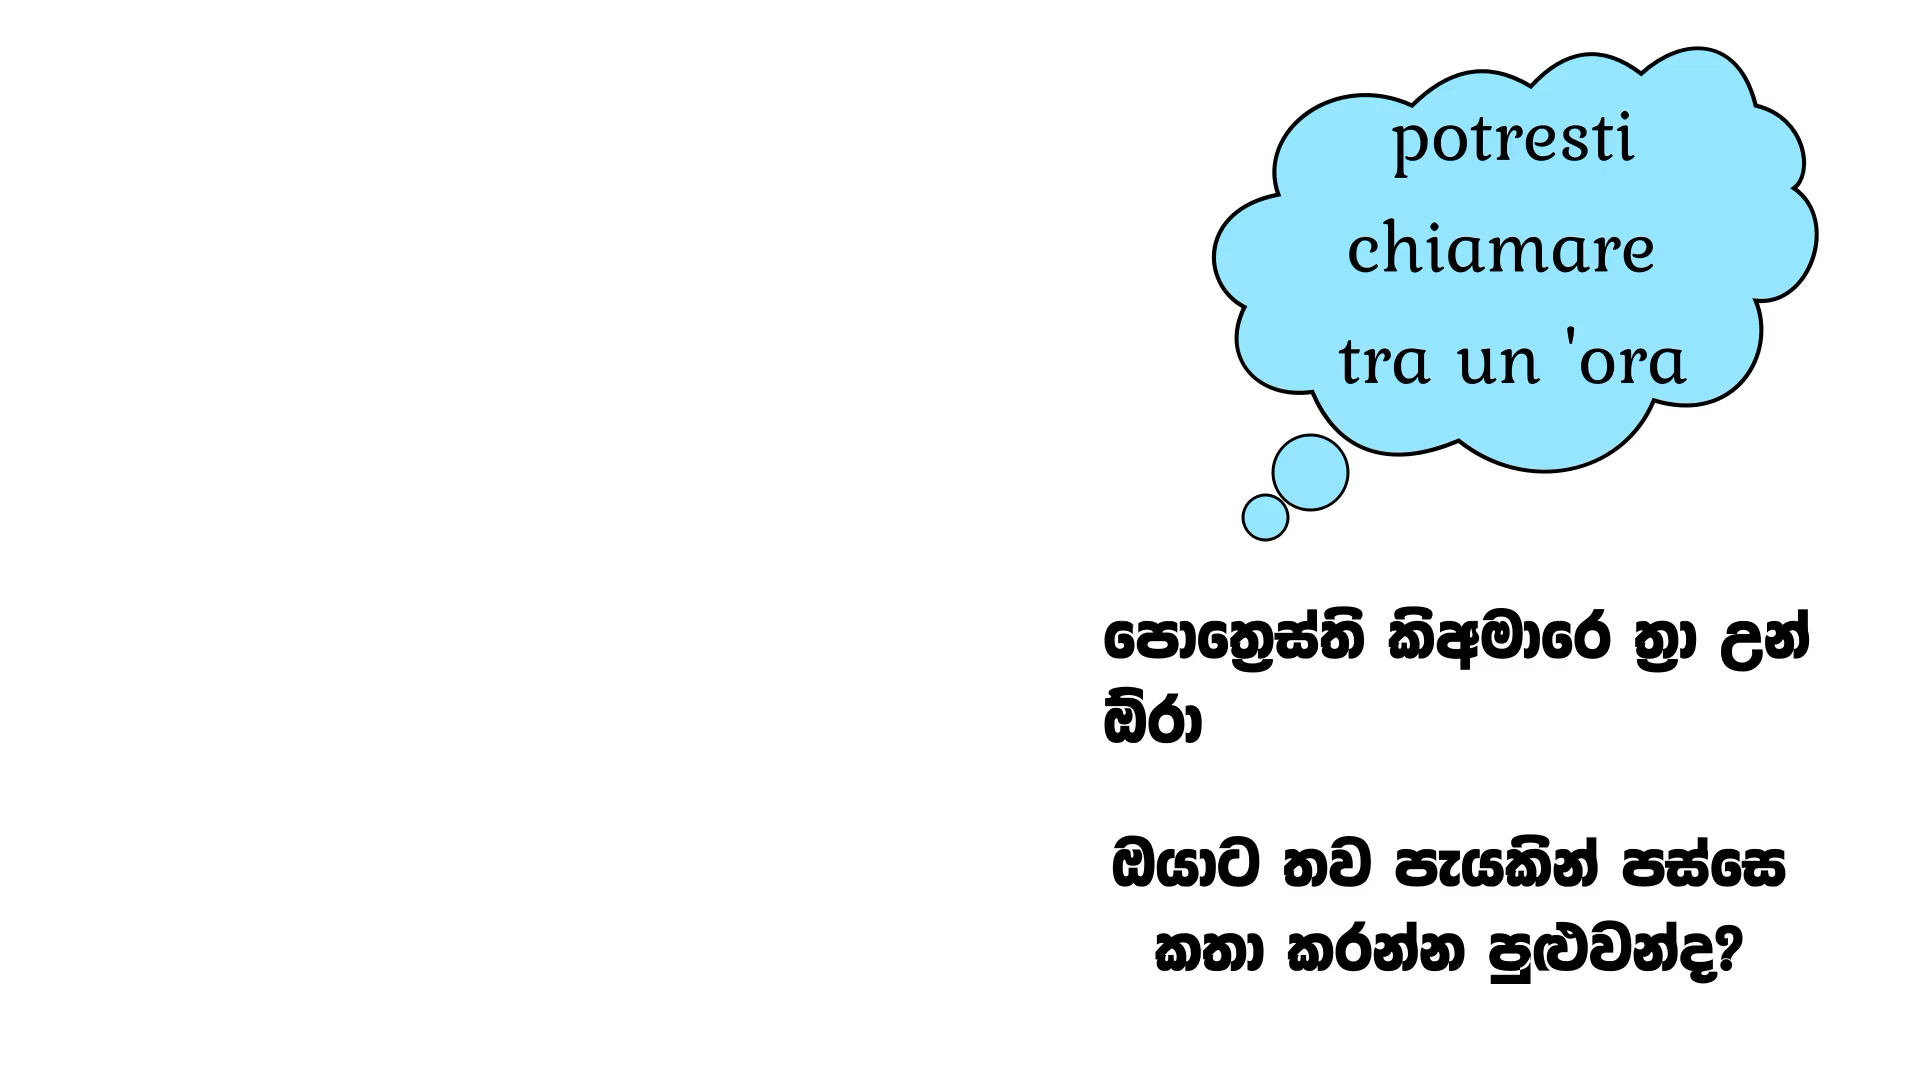 potresti
chiamare
tra un 'ora
පොත්‍රෙස්ති කිඅමාරෙ ත්‍රා උන්
ඕරා
ඔයාට තව පැයකින් පස්සෙ
කතා කරන්න පුළුවන්ද?